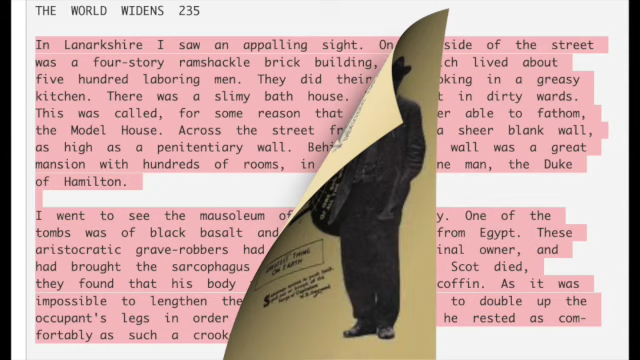 THE WORLD WIDENS 235
In Lanarkshire I saw an appalling sight. On side of the street
was a four-story ramshackle brick building, ch lived about
five hundred laboring men. They did their oking in a greasy
kitchen. There was a slimy bath house. t in dirty wards.
This was called, for some reason that er able to fathom,
the Model House. Across the street fr a sheer blank wall,
as high as a penitentiary wall. Behi wall was a great
mansion with hundreds of rooms, in ne man, the Duke
of Hamilton.
I went to see the mausoleum of y. One of the
tombs was of black basalt and from Egypt. These
aristocratic grave-robbers had inal owner, and
had brought the sarcophagus Scot died,
they found that his body coffin. As it was
impossible to lengthen the to double up the
occupant's legs in order he rested as com-
fortably as such a crook
GREATEST THING
ON EARTH